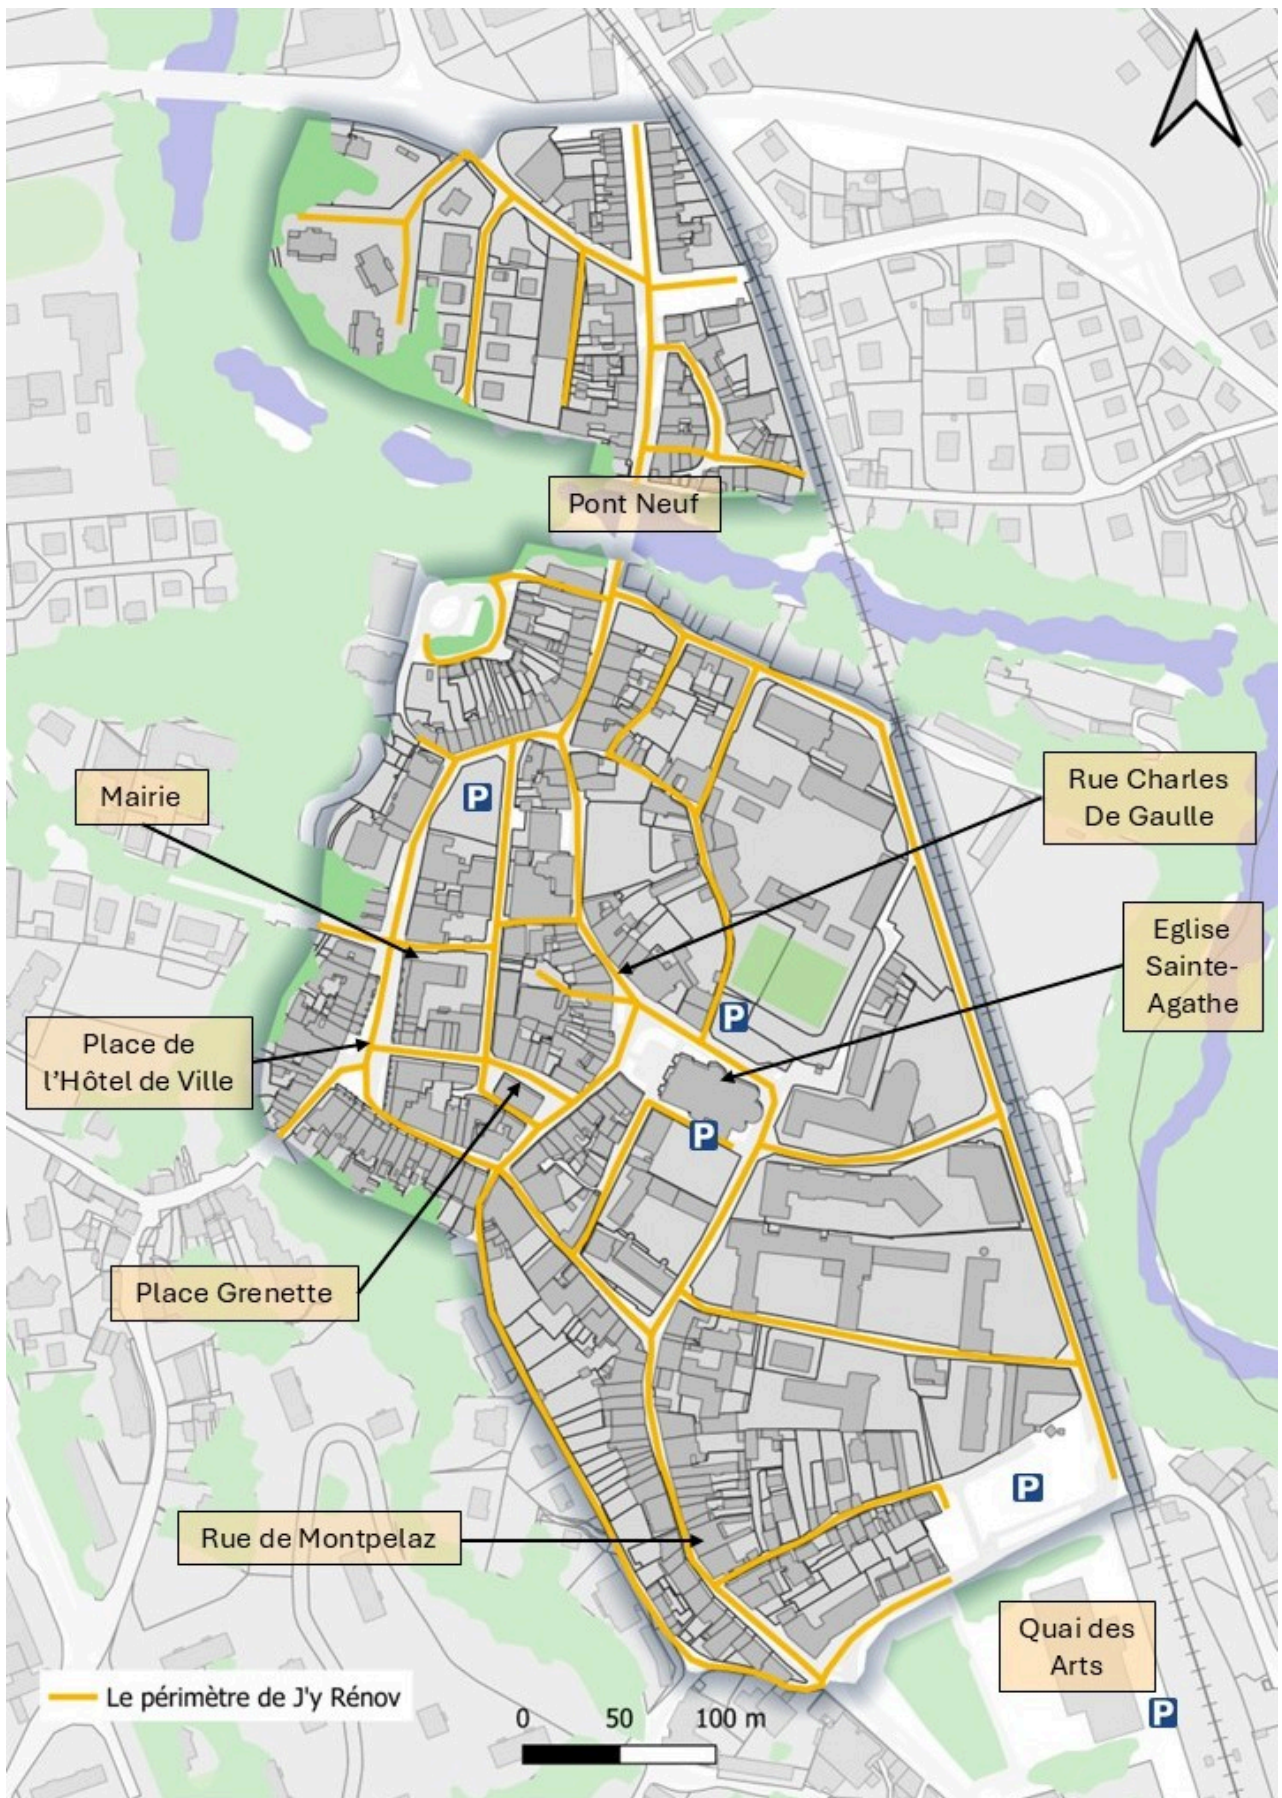 Pont Neuf
Mairie
P
Rue Charles
De Gaulle
Eglise
Sainte-
Agathe
P
Place de
l'Hôtel de Ville
P
Place Grenette
P
Rue de Montpelaz
Quai des
Arts
P
Le périmètre de J'y Rénov
0 50 100 m